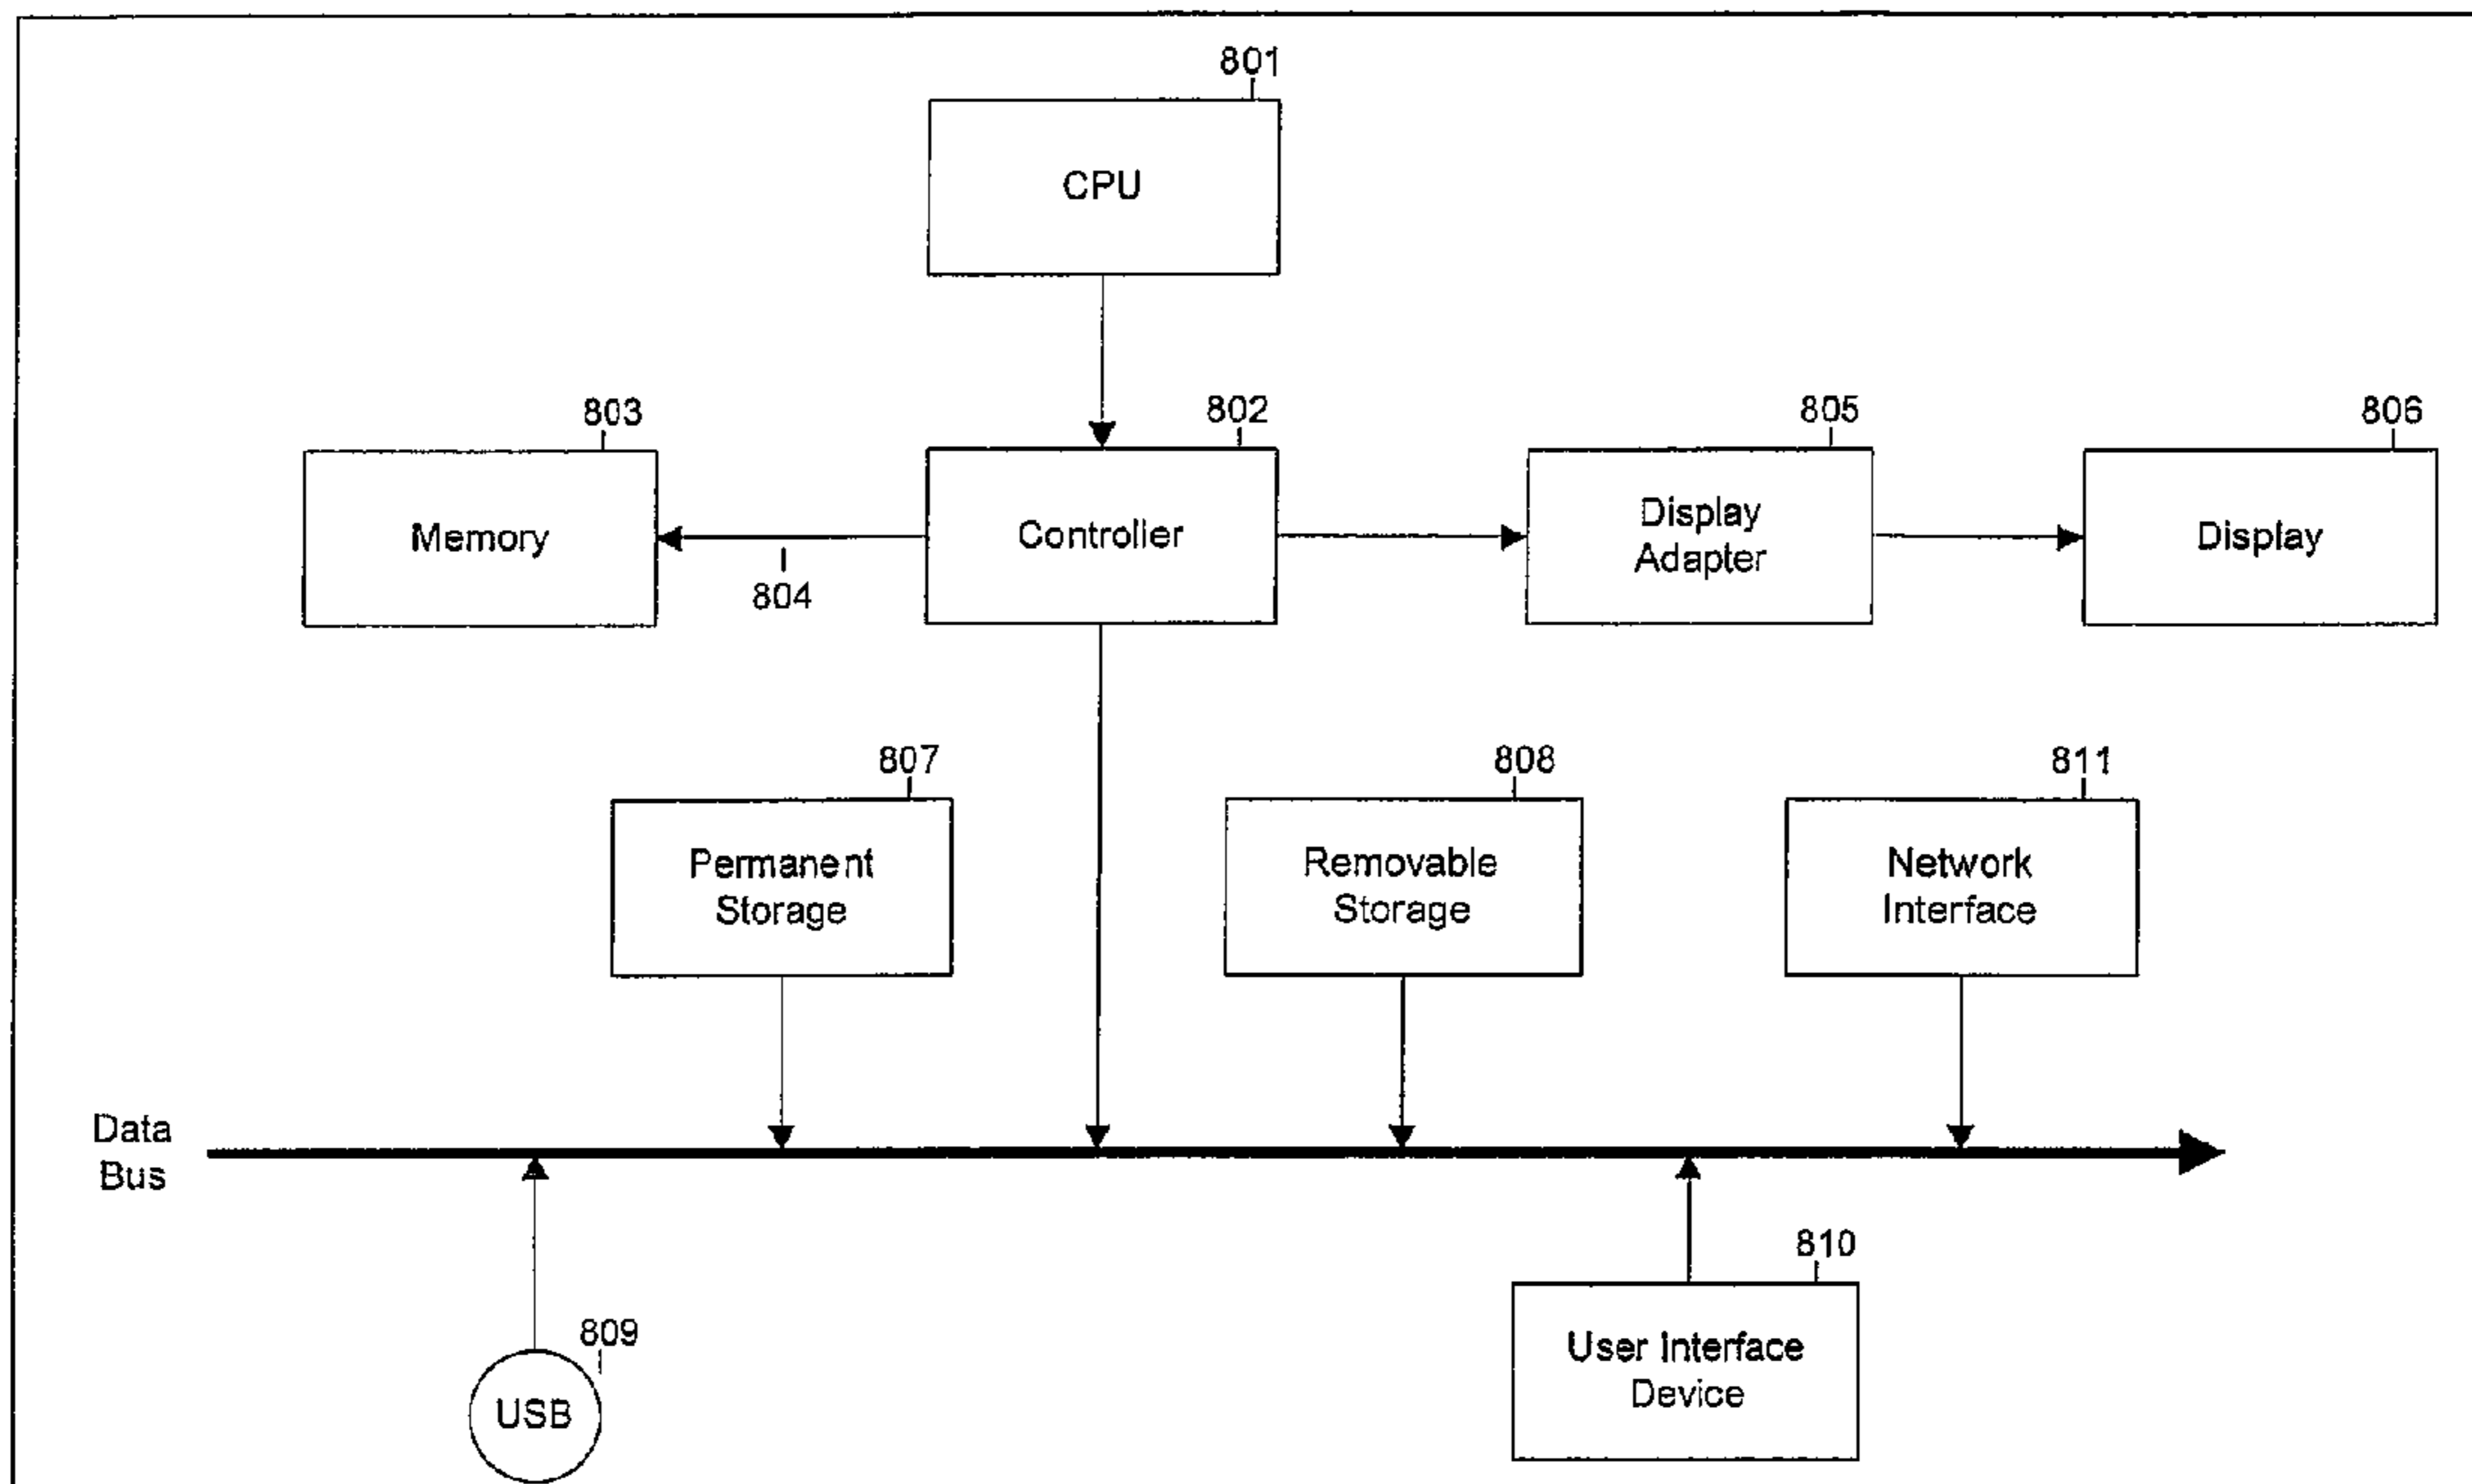 801
CPU
803
802
805
806
Memory
Controller
Display
Adapter
Display
804
807
808
811
Permanent
Storage
Removable
Storage
Network
Interface
Data
Bus
810
809
User Interface
Device
USB